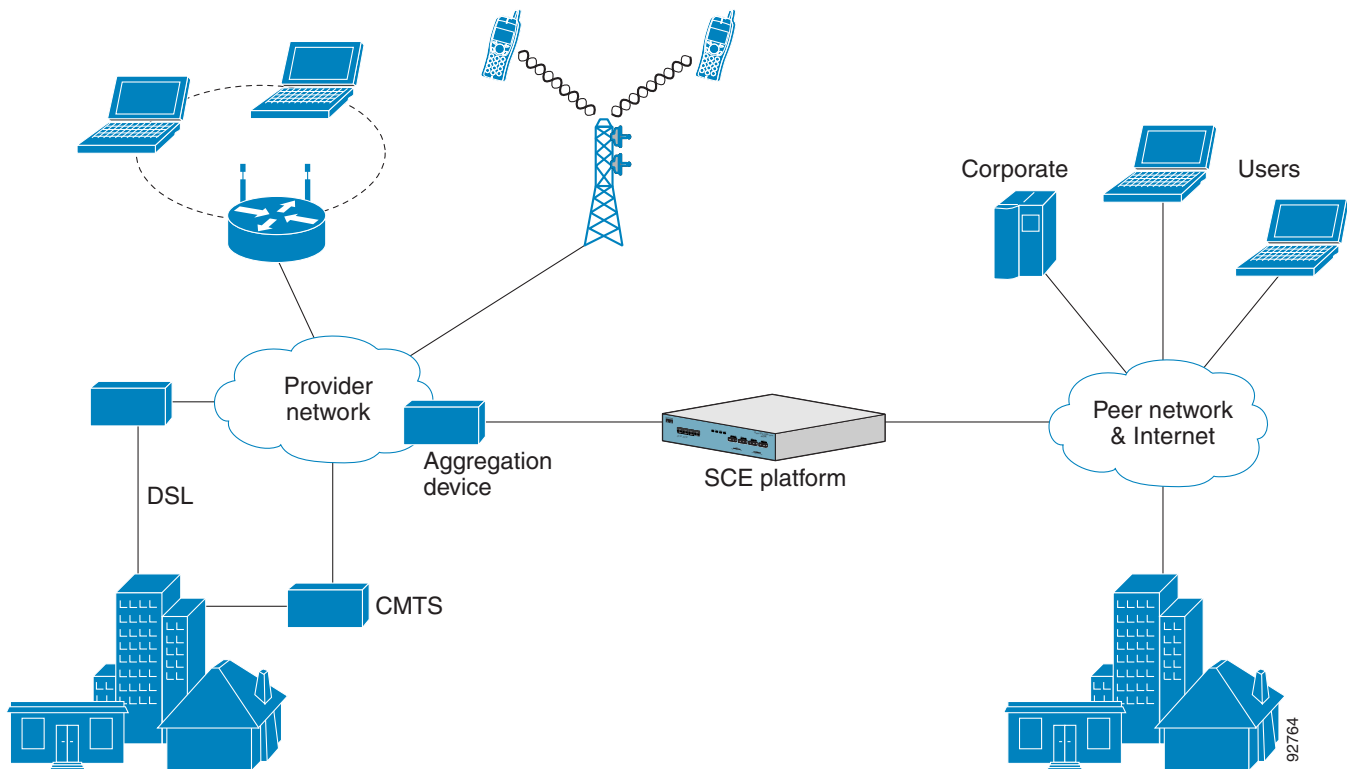 Corporate
Users
Provider
network
Peer network
& Internet
Aggregation
device
SCE platform
DSL
CMTS
92764